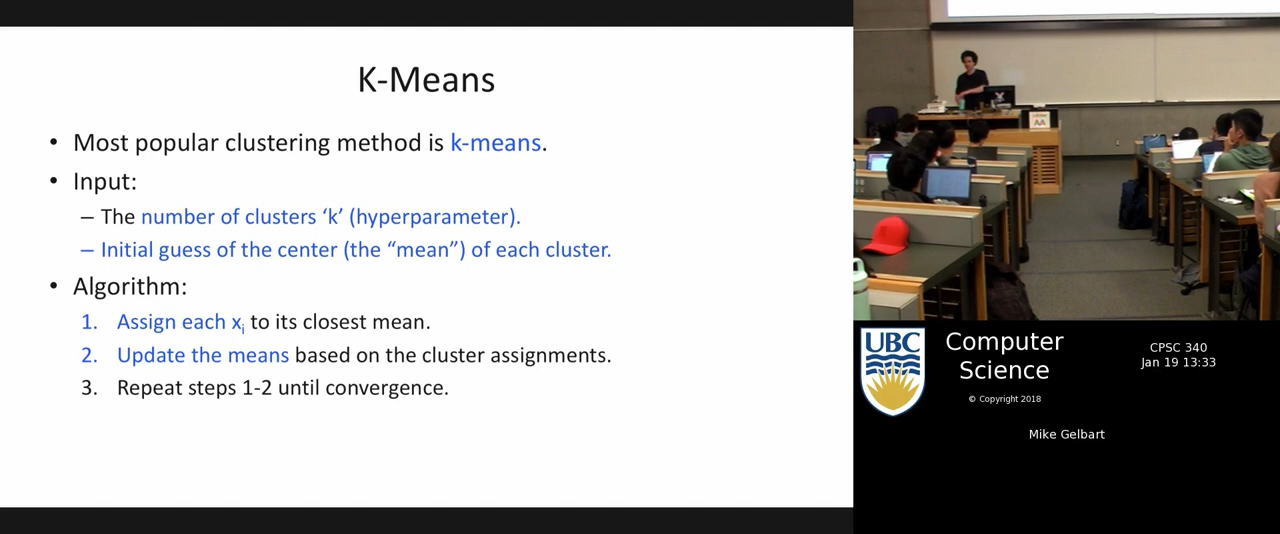 K-Means
• Most popular clustering method is k-means.
• Input:
– The number of clusters ‘k’ (hyperparameter).
– Initial guess of the center (the “mean”) of each cluster.
• Algorithm:
1. Assign each xi to its closest mean.
2. Update the means based on the cluster assignments.
3. Repeat steps 1-2 until convergence.
AA
UBC
Computer
Science
© Copyright 2018
CPSC 340
Jan 19 13:33
Mike Gelbart